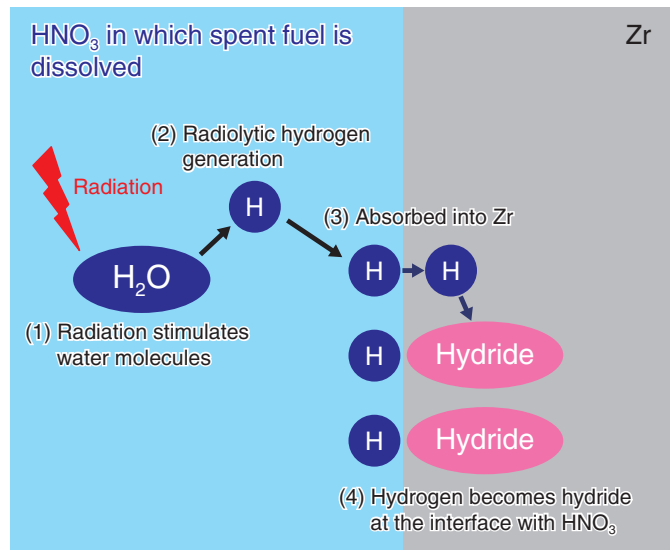 HNO₃ in which spent fuel is
dissolved
Zr
(2) Radiolytic hydrogen
generation
Radiation
H
(3) Absorbed into Zr
H₂O
H
H
(1) Radiation stimulates
water molecules
H
Hydride
H
Hydride
(4) Hydrogen becomes hydride
at the interface with HNO₃